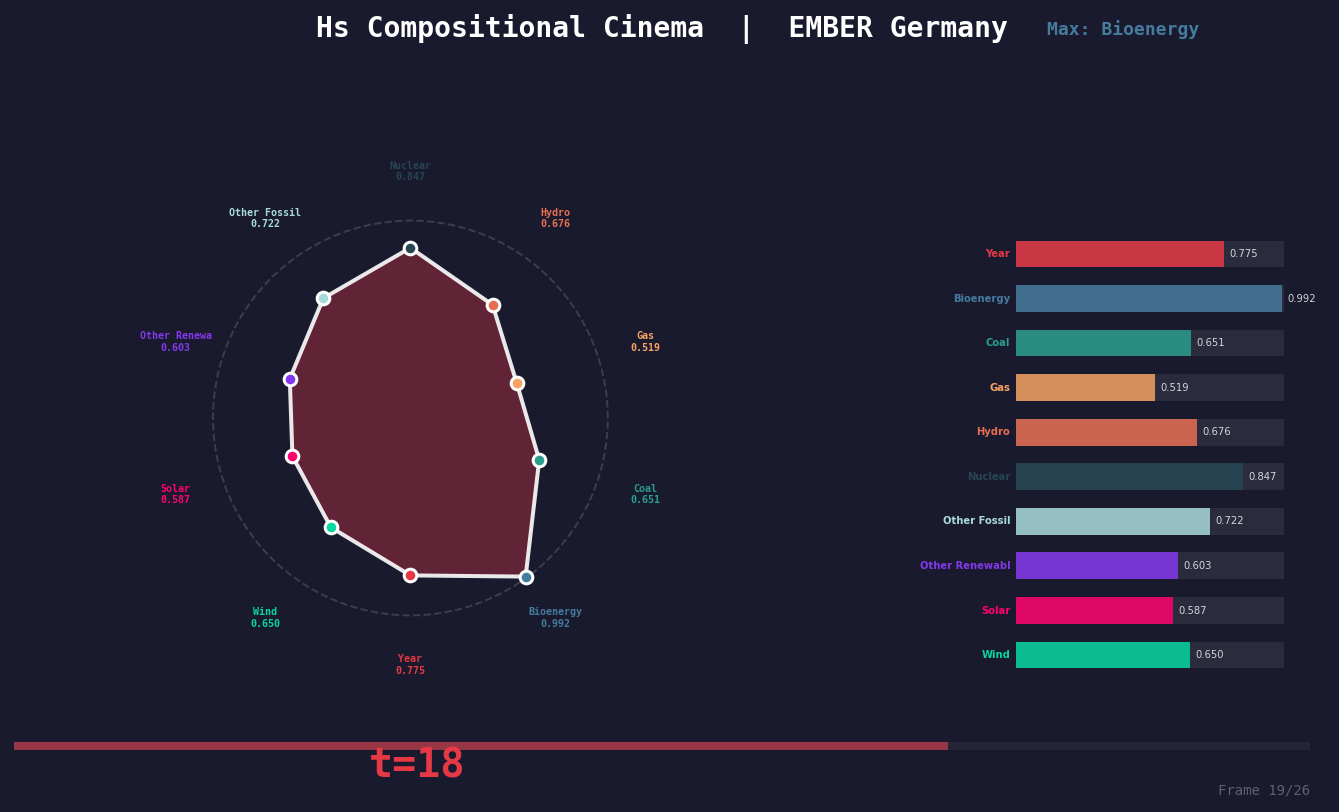 Hs Compositional Cinema  |  EMBER Germany
Max: Bioenergy
Nuclear
0.847
Other Fossil
0.722
Hydro
0.676
Other Renewa
0.603
Gas
0.519
Solar
0.587
Coal
0.651
Wind
0.650
Bioenergy
0.992
Year
0.775
Year 0.775
Bioenergy 0.992
Coal 0.651
Gas 0.519
Hydro 0.676
Nuclear 0.847
Other Fossil 0.722
Other Renewabl 0.603
Solar 0.587
Wind 0.650
t=18
Frame 19/26